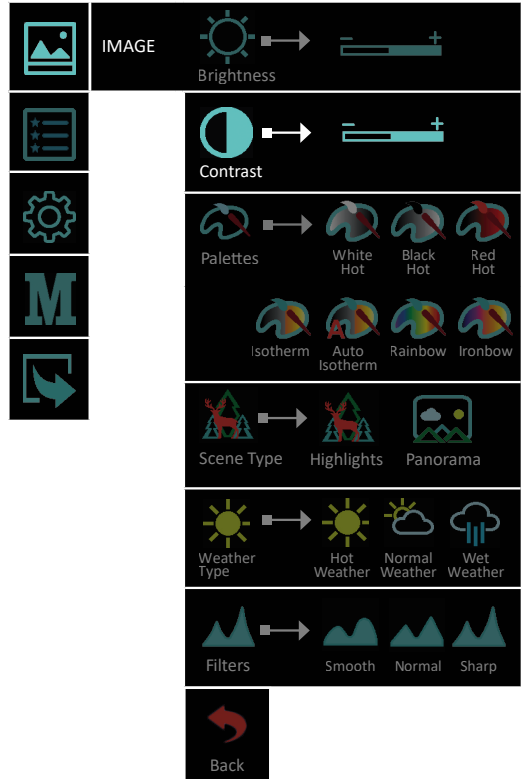 IMAGE
Brightness
Contrast
Palettes
White Hot
Black Hot
Red Hot
Isotherm
Auto Isotherm
Rainbow
Ironbow
Scene Type
Highlights
Panorama
Weather Type
Hot Weather
Normal Weather
Wet Weather
Filters
Smooth
Normal
Sharp
M
Back